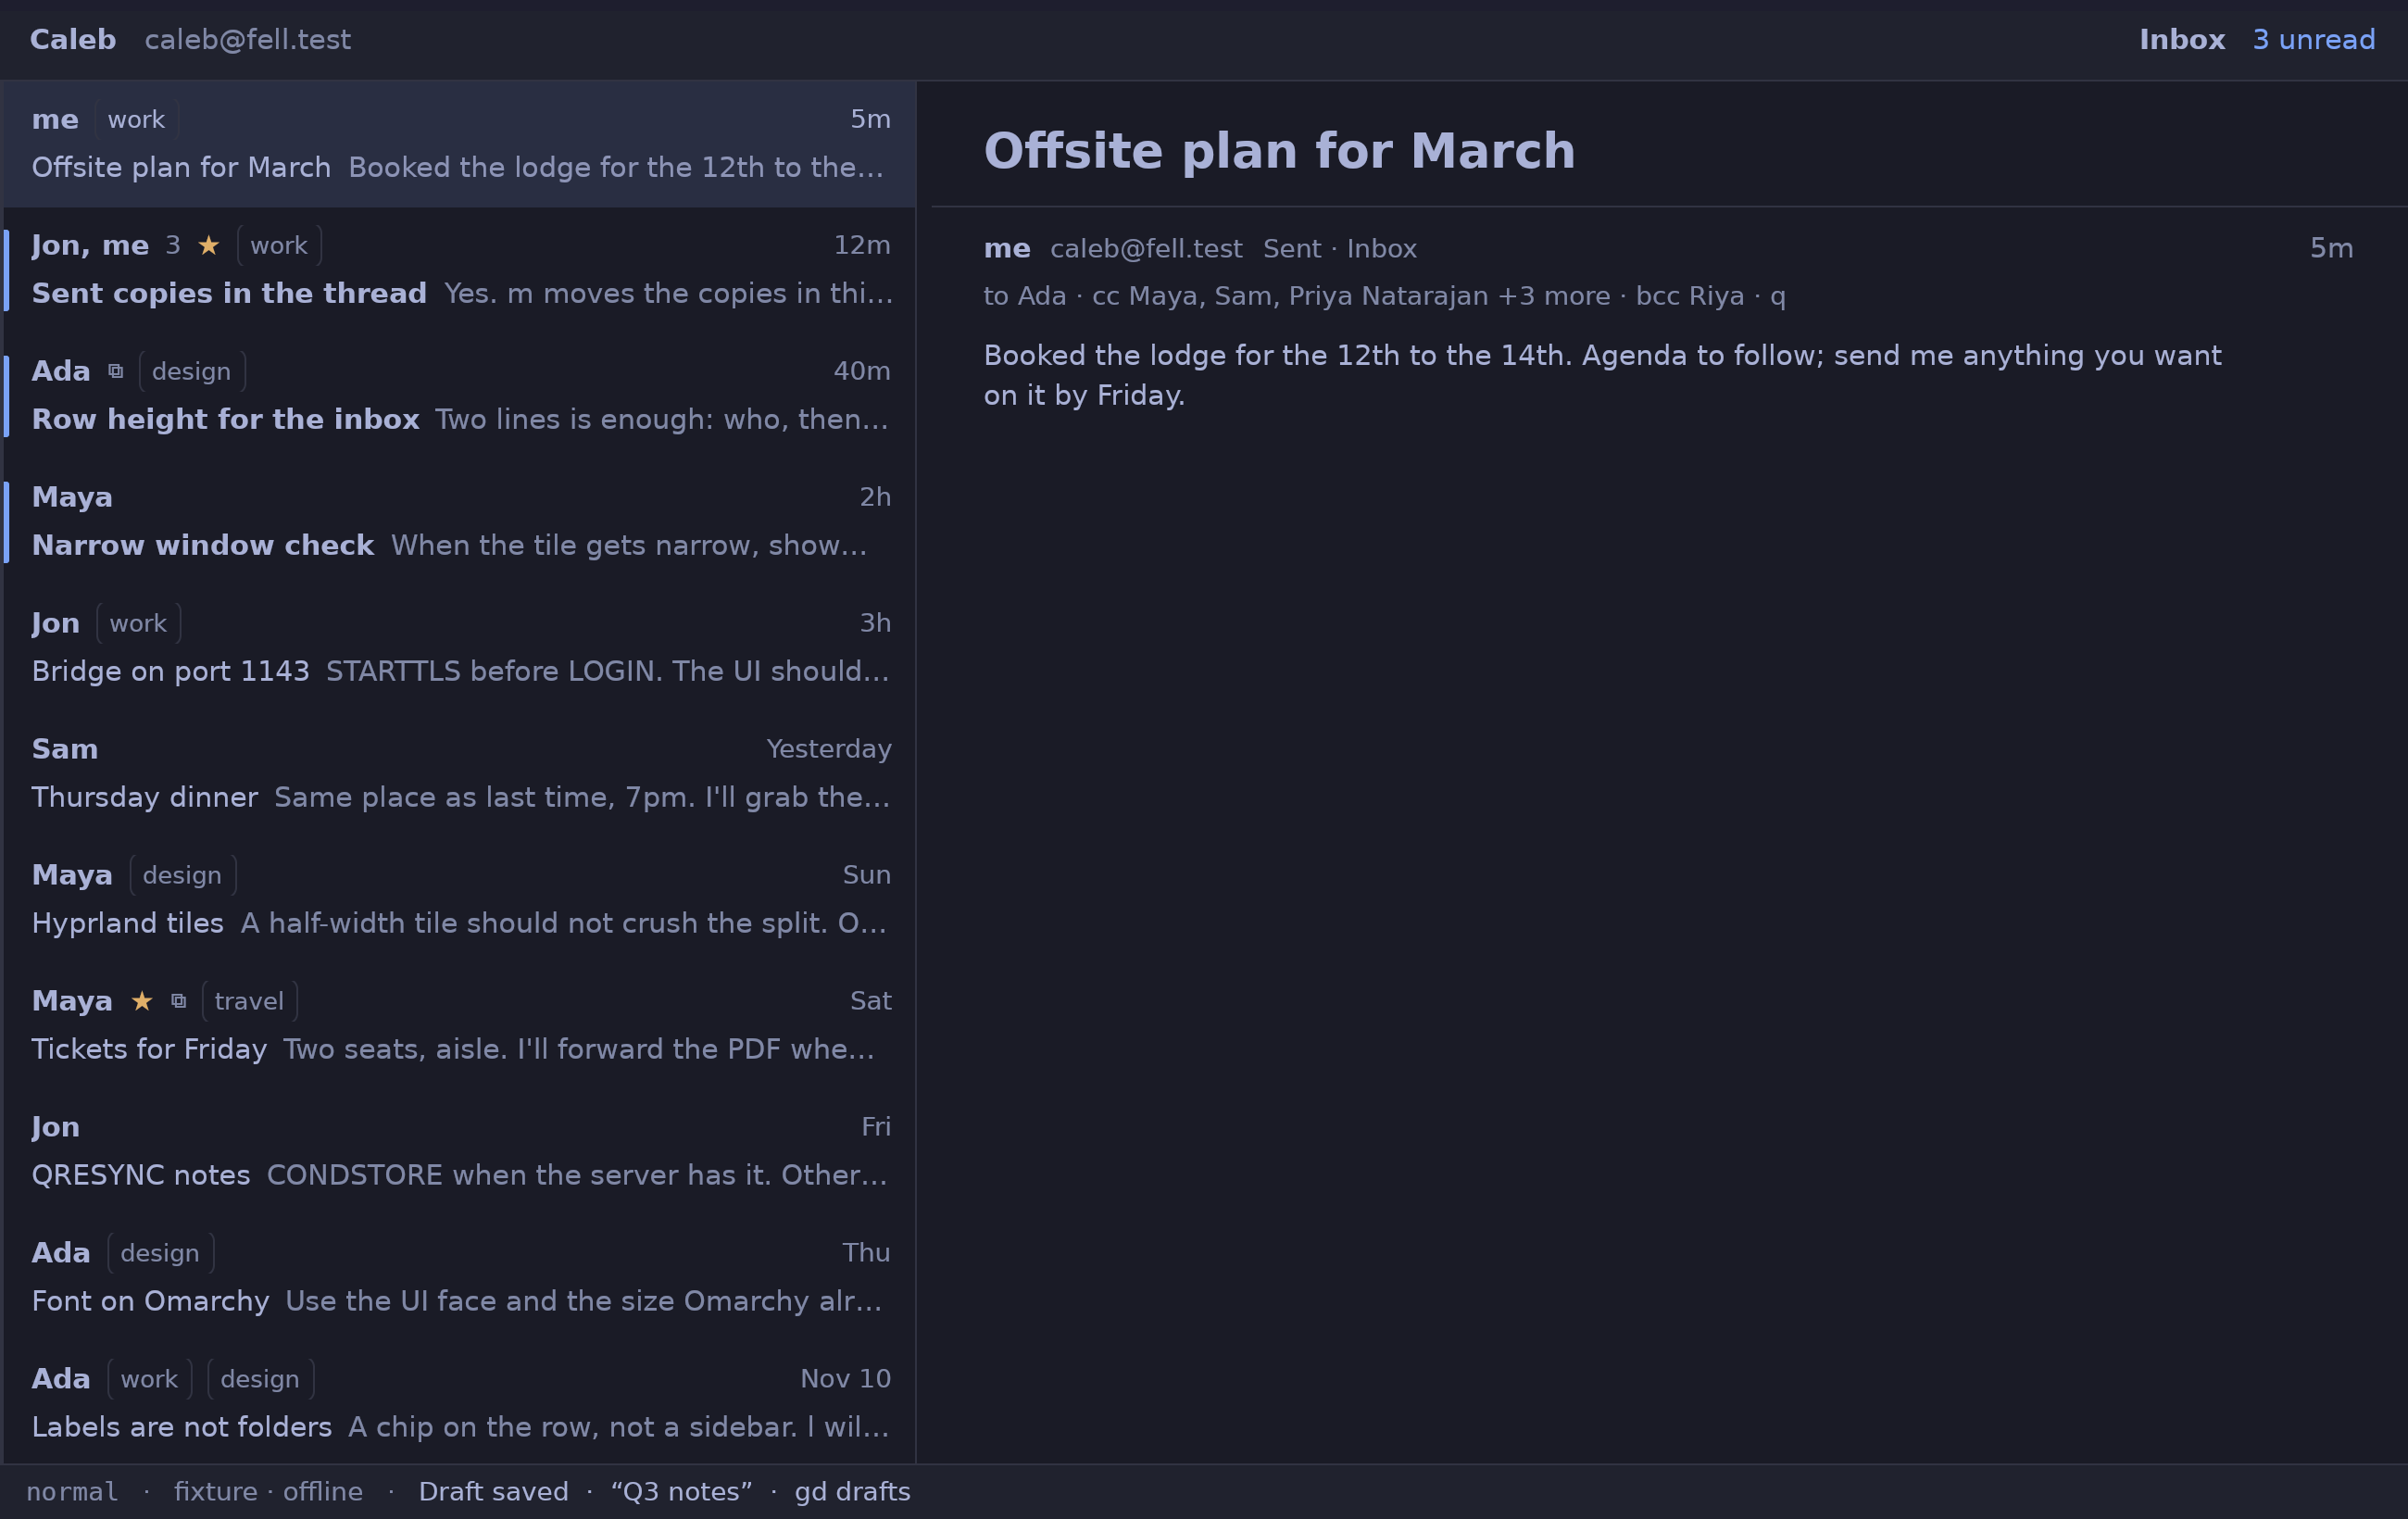 Caleb caleb@fell.test Inbox 3 unread
me work 5m
Offsite plan for March Booked the lodge for the 12th to the…
Jon, me 3 ★ work 12m
Sent copies in the thread Yes. m moves the copies in thi…
Ada ⧉ design 40m
Row height for the inbox Two lines is enough: who, then…
Maya 2h
Narrow window check When the tile gets narrow, show…
Jon work 3h
Bridge on port 1143 STARTTLS before LOGIN. The UI should…
Sam Yesterday
Thursday dinner Same place as last time, 7pm. I'll grab the…
Maya design Sun
Hyprland tiles A half-width tile should not crush the split. O…
Maya ★ ⧉ travel Sat
Tickets for Friday Two seats, aisle. I'll forward the PDF whe…
Jon Fri
QRESYNC notes CONDSTORE when the server has it. Other…
Ada design Thu
Font on Omarchy Use the UI face and the size Omarchy alr…
Ada work design Nov 10
Labels are not folders A chip on the row, not a sidebar. l wil…
Offsite plan for March
me caleb@fell.test Sent · Inbox 5m
to Ada · cc Maya, Sam, Priya Natarajan +3 more · bcc Riya · q
Booked the lodge for the 12th to the 14th. Agenda to follow; send me anything you want
on it by Friday.
normal · fixture · offline · Draft saved · “Q3 notes” · gd drafts